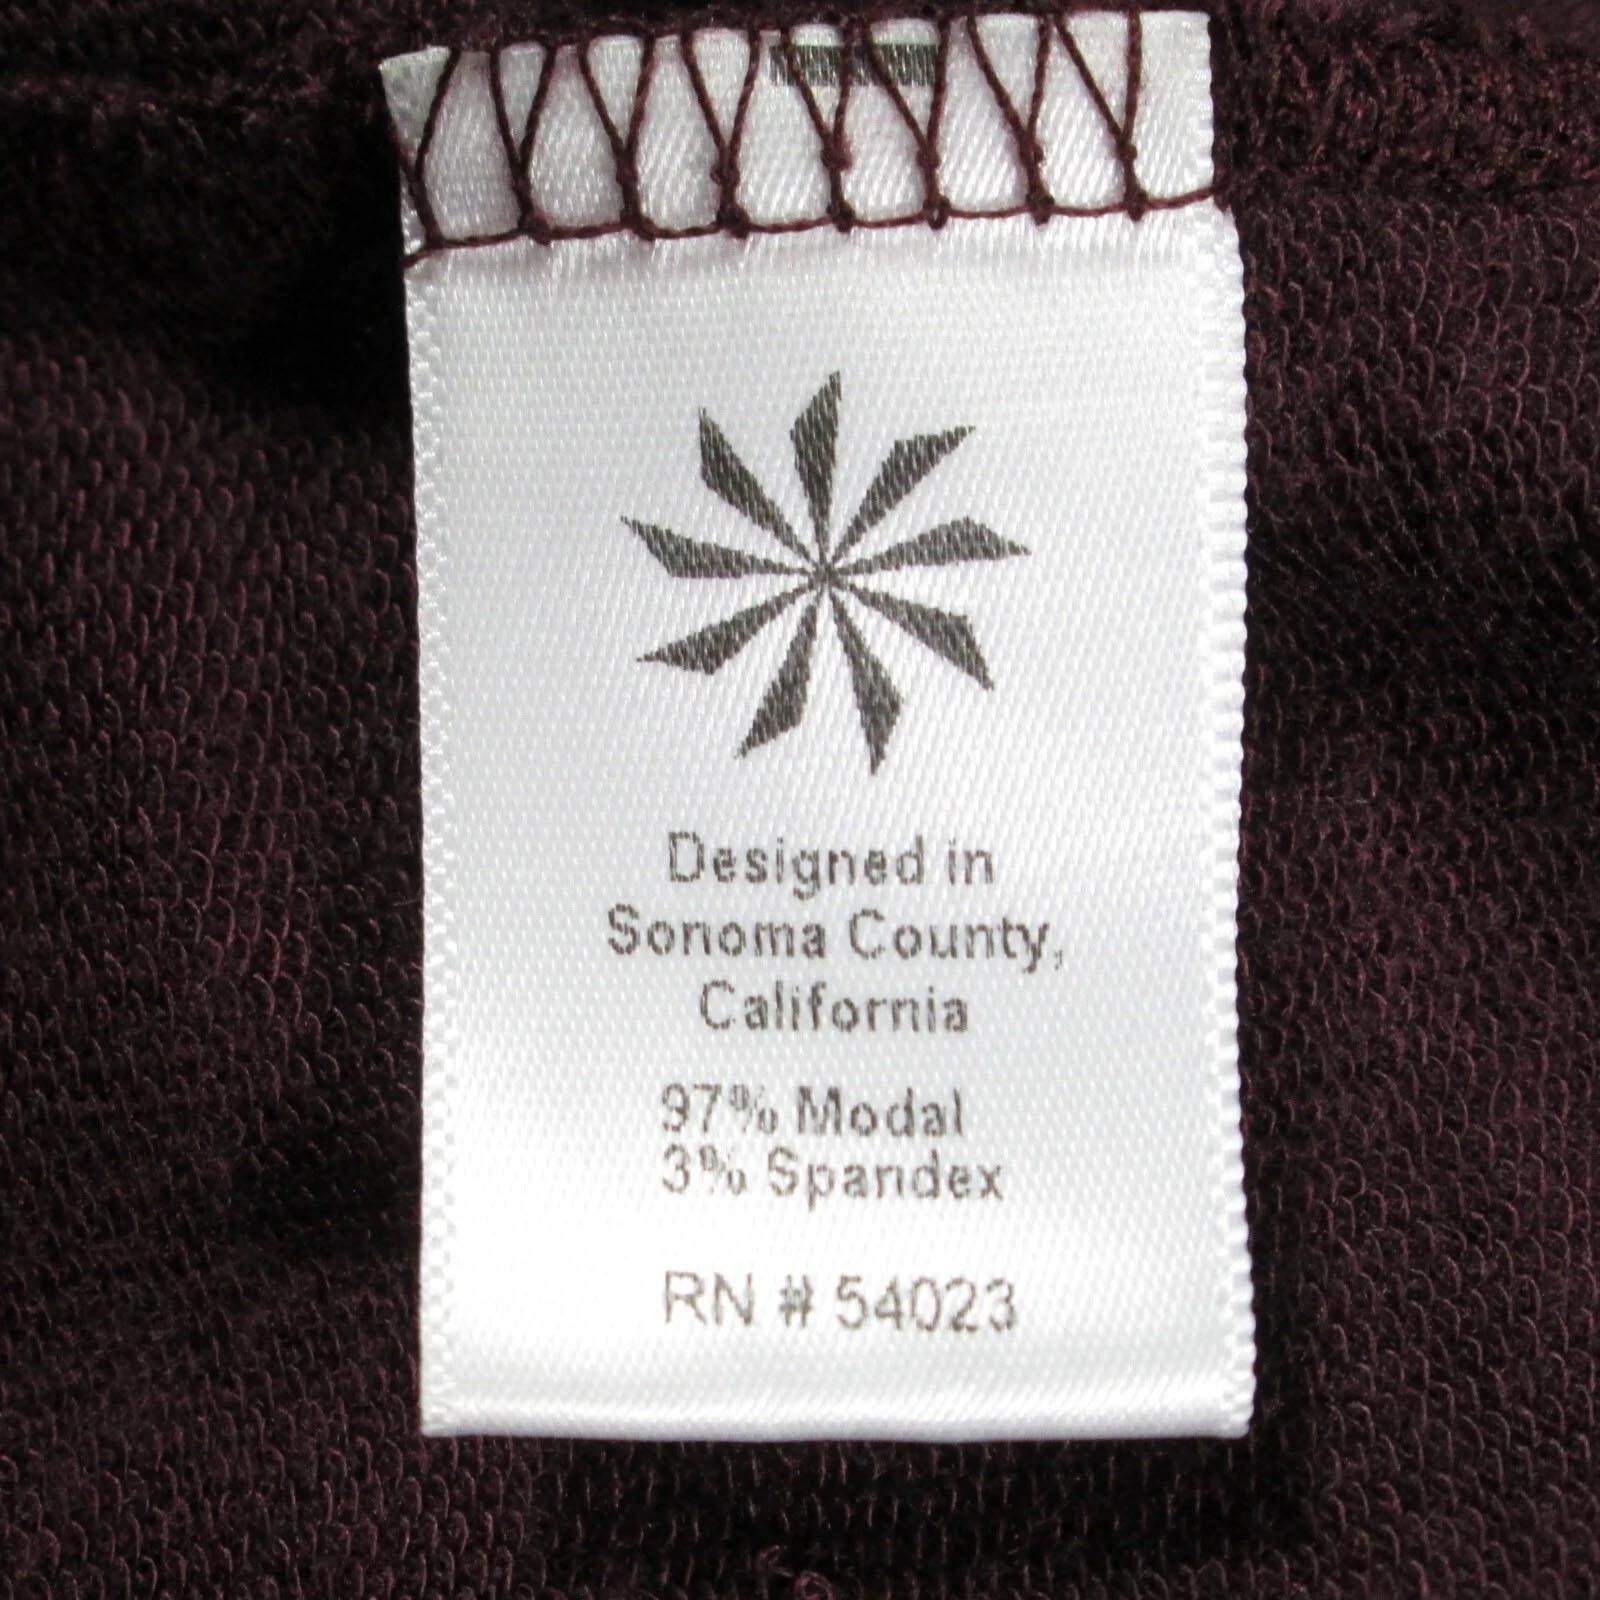 Designed in
Sonoma County,
California
97% Modal
3% Spandex
RN # 54023